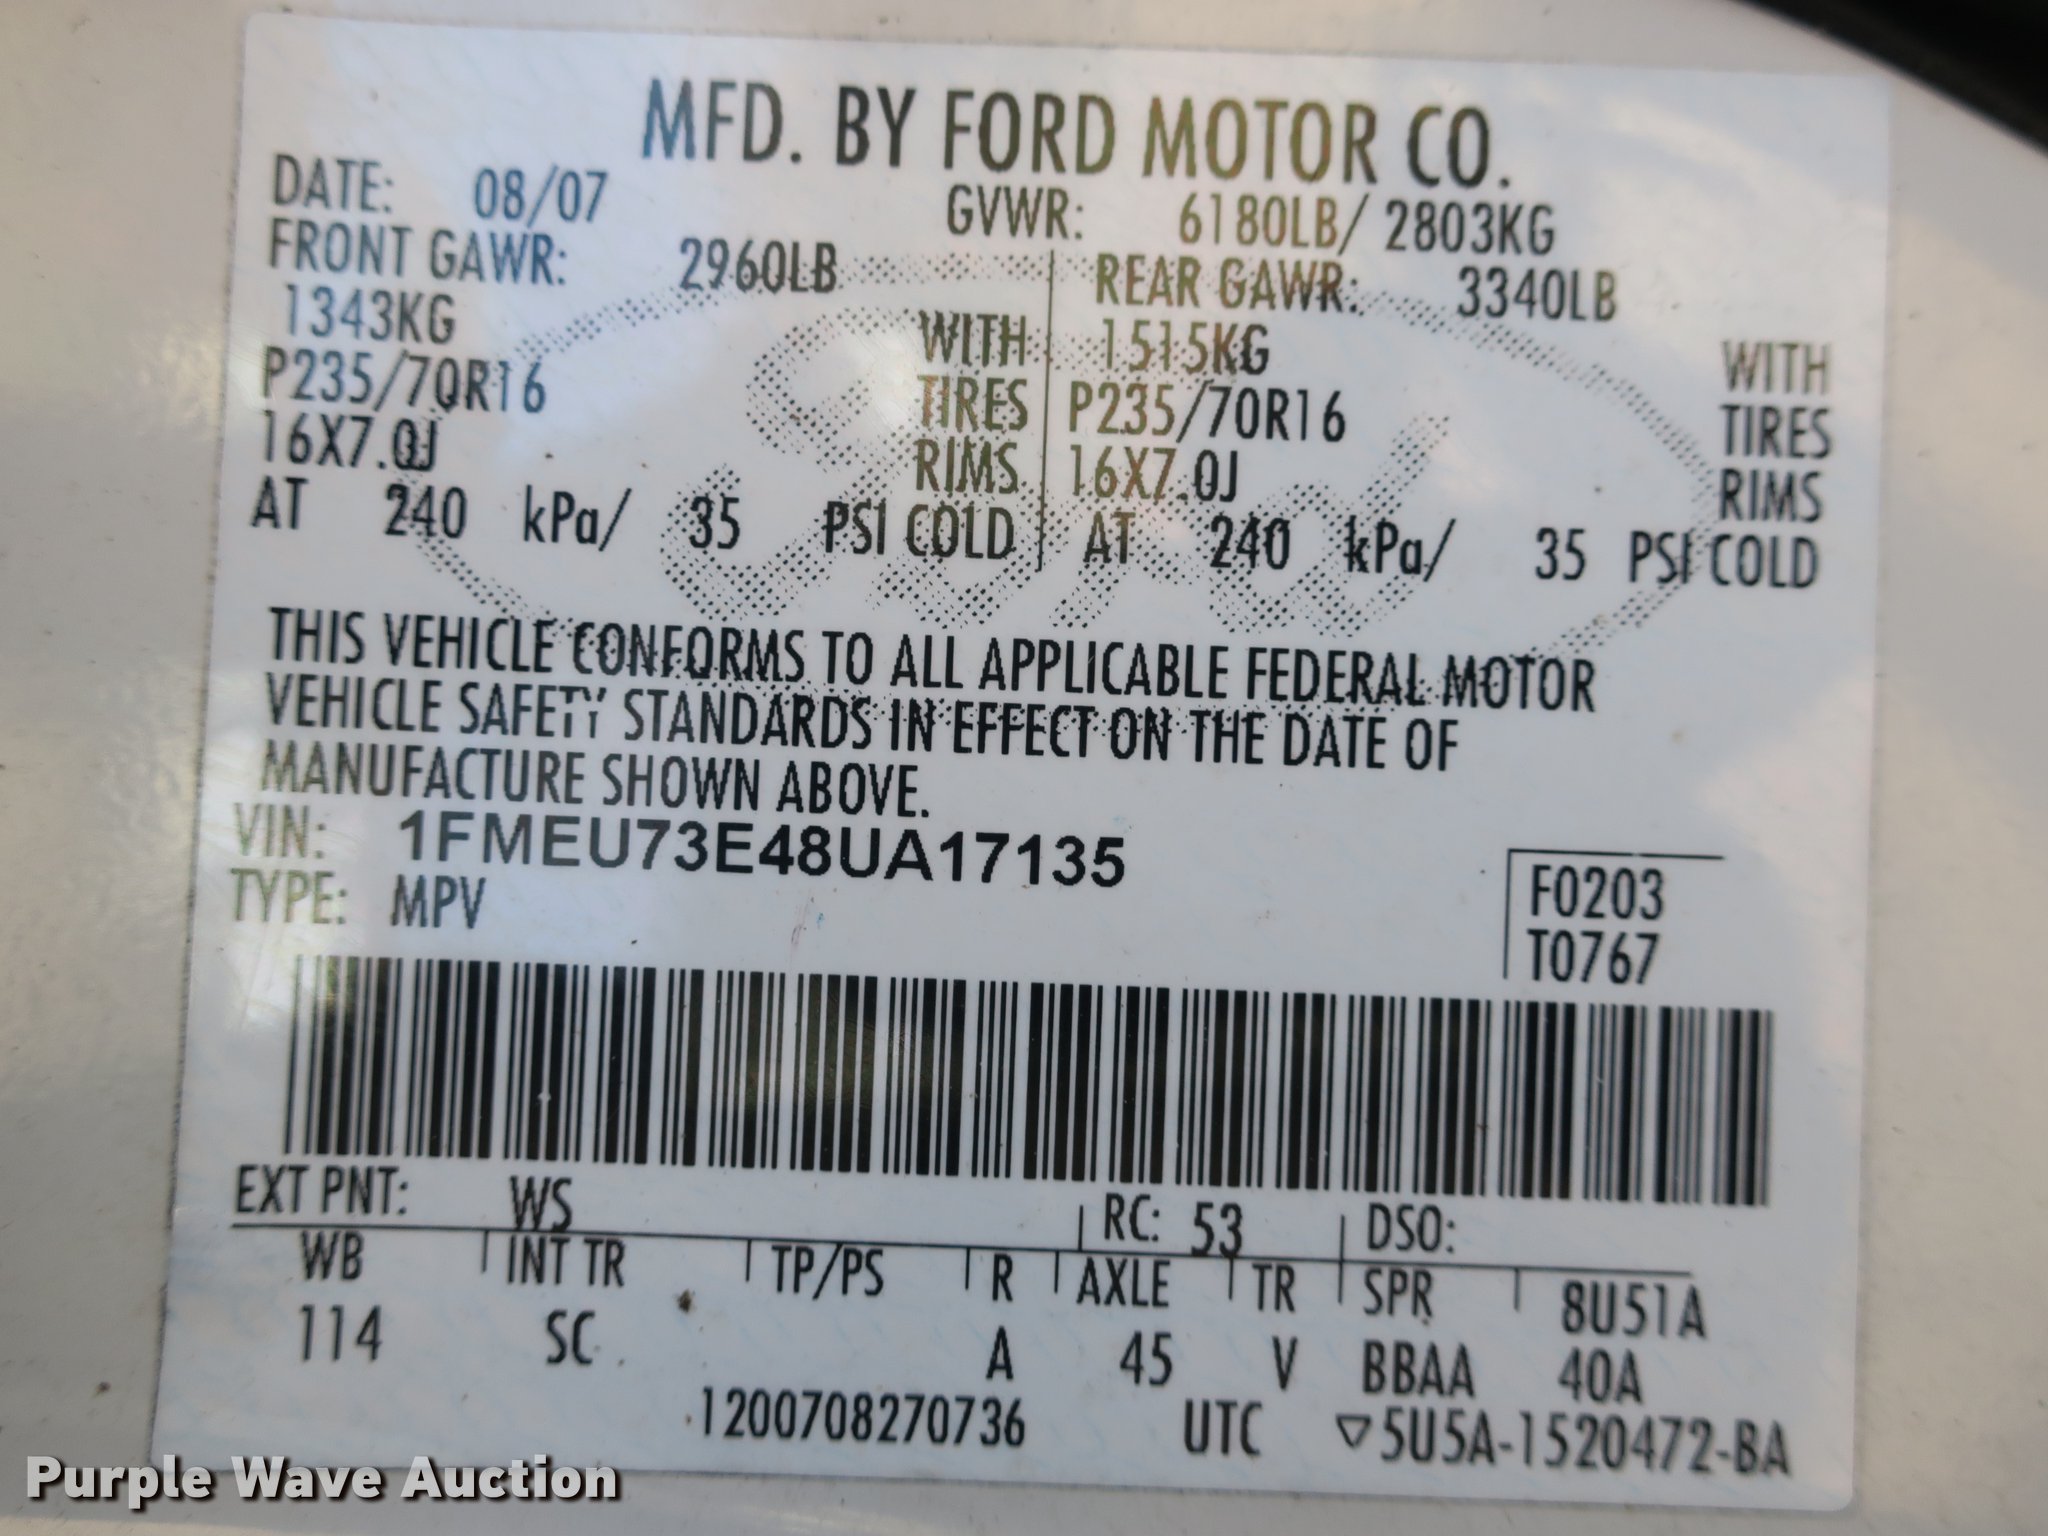 MFD. BY FORD MOTOR CO.
DATE: 08/07 GVWR: 6180LB/ 2803KG
FRONT GAWR: 2960LB REAR GAWR: 3340LB
1343KG WITH 1515KG WITH
P235/70R16 TIRES P235/70R16 TIRES
16X7.0J RIMS 16X7.0J RIMS
AT 240 kPa/ 35 PSI COLD AT 240 kPa/ 35 PSI COLD
THIS VEHICLE CONFORMS TO ALL APPLICABLE FEDERAL MOTOR
VEHICLE SAFETY STANDARDS IN EFFECT ON THE DATE OF
MANUFACTURE SHOWN ABOVE.
VIN: 1FMEU73E48UA17135
TYPE: MPV
F0203
T0767
EXT PNT: WS RC: 53 DSO:
WB INT TR TP/PS R AXLE TR SPR 8U51A
114 SC A 45 V BBAA 40A
1200708270736 UTC ▽5U5A-1520472-BA
Purple Wave Auction
Ford